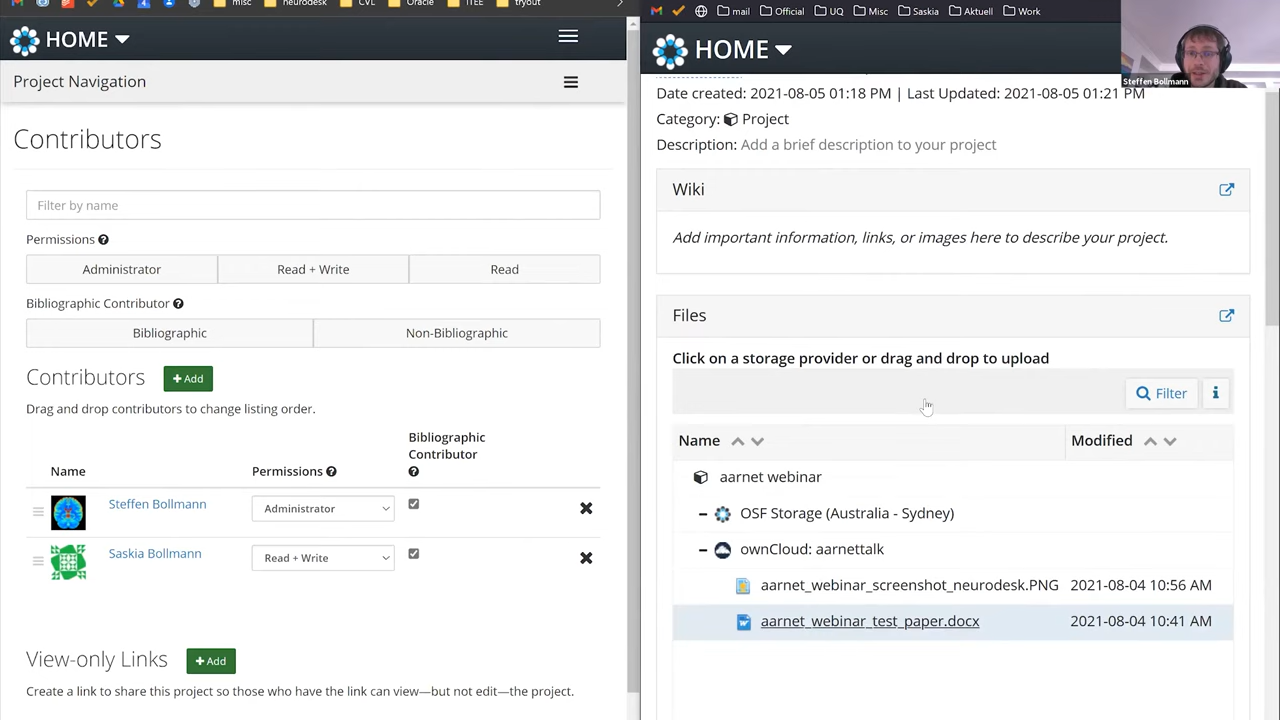 misc
neurodesk
CVL
Oracle
ITEE
tryout
HOME
Project Navigation
Contributors
Filter by name
Permissions
Administrator
Read + Write
Read
Bibliographic Contributor
Bibliographic
Non-Bibliographic
Contributors
+ Add
Drag and drop contributors to change listing order.
Name
Permissions
Bibliographic
Contributor
Steffen Bollmann
Administrator
Saskia Bollmann
Read + Write
View-only Links
+ Add
Create a link to share this project so those who have the link can view—but not edit—the project.
mail
Official
UQ
Misc
Saskia
Aktuell
Work
Steffen Bollmann
HOME
Date created: 2021-08-05 01:18 PM | Last Updated: 2021-08-05 01:21 PM
Category: Project
Description: Add a brief description to your project
Wiki
Add important information, links, or images here to describe your project.
Files
Click on a storage provider or drag and drop to upload
Filter
Name
Modified
aarnet webinar
OSF Storage (Australia - Sydney)
ownCloud: aarnettalk
aarnet_webinar_screenshot_neurodesk.PNG 2021-08-04 10:56 AM
aarnet_webinar_test_paper.docx 2021-08-04 10:41 AM